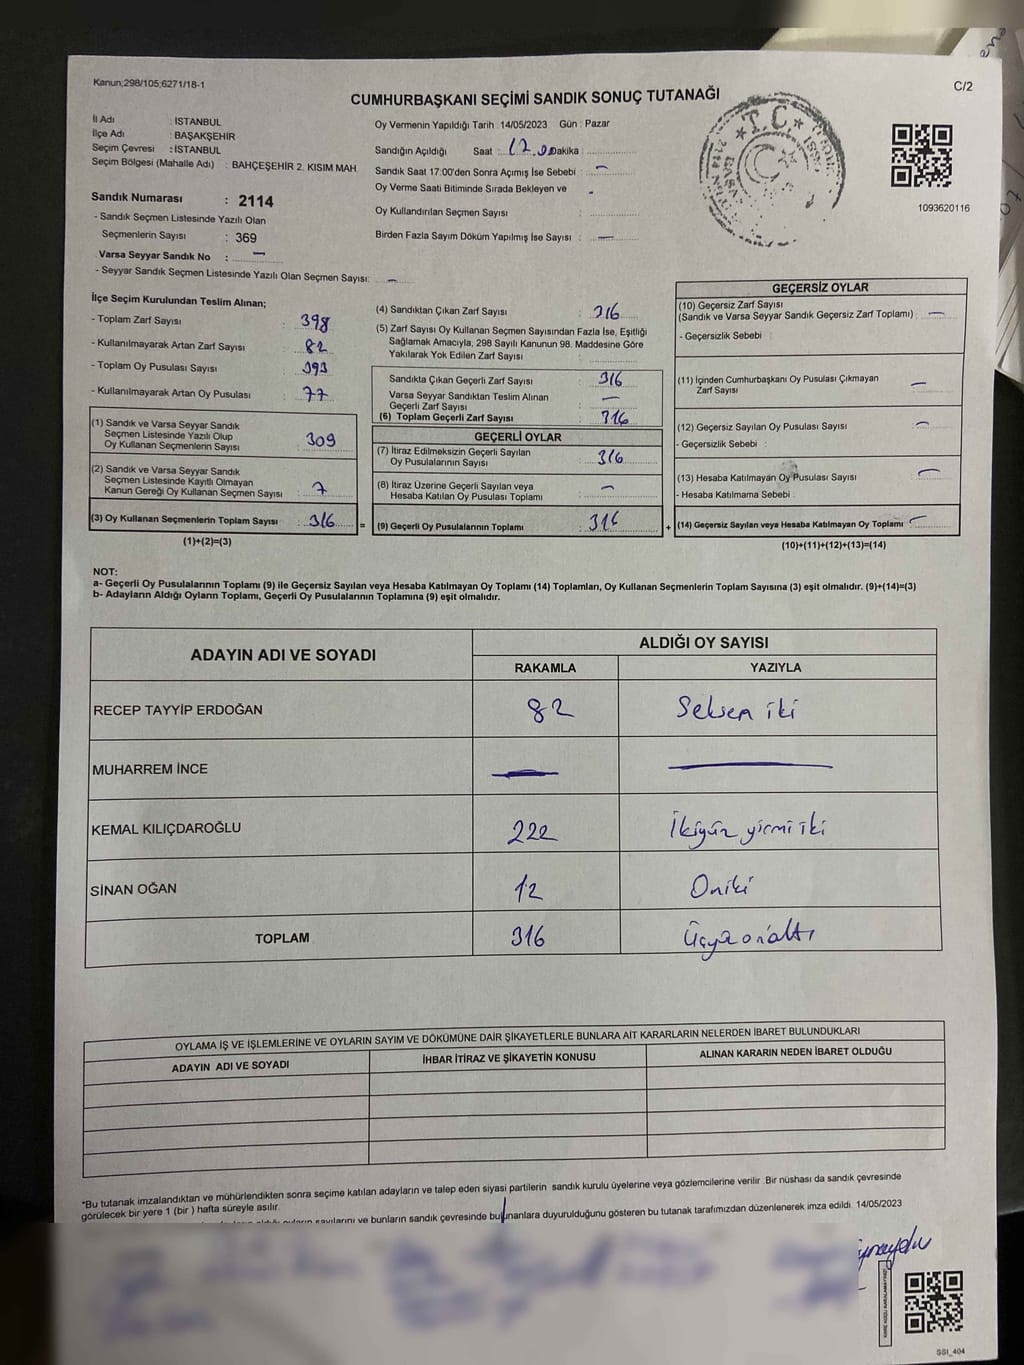 Kanun;298/105;6271/18-1
C/2
CUMHURBAŞKANI SEÇİMİ SANDIK SONUÇ TUTANAĞI
İl Adı : İSTANBUL
İlçe Adı : BAŞAKŞEHİR
Seçim Çevresi : İSTANBUL
Seçim Bölgesi (Mahalle Adı) : BAHÇEŞEHİR 2. KISIM MAH.
Sandık Numarası : 2114
- Sandık Seçmen Listesinde Yazılı Olan
Seçmenlerin Sayısı : 369
Varsa Seyyar Sandık No : —
- Seyyar Sandık Seçmen Listesinde Yazılı Olan Seçmen Sayısı: —
Oy Vermenin Yapıldığı Tarih : 14/05/2023 Gün : Pazar
Sandığın Açıldığı Saat : 17.0 Dakika :
Sandık Saat 17:00'den Sonra Açımış İse Sebebi : —
Oy Verme Saati Bitiminde Sırada Bekleyen ve -
Oy Kullandırılan Seçmen Sayısı :
Birden Fazla Sayım Döküm Yapılmış İse Sayısı : —
T.C.
2114
1093620116
İlçe Seçim Kurulundan Teslim Alınan;
- Toplam Zarf Sayısı : 398
- Kullanılmayarak Artan Zarf Sayısı : 82
- Toplam Oy Pusulası Sayısı : 393
- Kullanılmayarak Artan Oy Pusulası : 77
(1) Sandık ve Varsa Seyyar Sandık
Seçmen Listesinde Yazılı Olup
Oy Kullanan Seçmenlerin Sayısı : 309
(2) Sandık ve Varsa Seyyar Sandık
Seçmen Listesinde Kayıtlı Olmayan
Kanun Gereği Oy Kullanan Seçmen Sayısı : 7
(3) Oy Kullanan Seçmenlerin Toplam Sayısı : 316 =
(1)+(2)=(3)
(4) Sandıktan Çıkan Zarf Sayısı : 316
(5) Zarf Sayısı Oy Kullanan Seçmen Sayısından Fazla İse, Eşitliği
Sağlamak Amacıyla, 298 Sayılı Kanunun 98. Maddesine Göre
Yakılarak Yok Edilen Zarf Sayısı :
Sandıkta Çıkan Geçerli Zarf Sayısı : 316
Varsa Seyyar Sandıktan Teslim Alınan
Geçerli Zarf Sayısı : —
(6) Toplam Geçerli Zarf Sayısı : 316
GEÇERLİ OYLAR
(7) İtiraz Edilmeksizin Geçerli Sayılan
Oy Pusulalarının Sayısı : 316
(8) İtiraz Üzerine Geçerli Sayılan veya
Hesaba Katılan Oy Pusulası Toplamı : —
(9) Geçerli Oy Pusulalarının Toplamı : 316 +
GEÇERSİZ OYLAR
(10) Geçersiz Zarf Sayısı
(Sandık ve Varsa Seyyar Sandık Geçersiz Zarf Toplamı) : —
- Geçersizlik Sebebi :
(11) İçinden Cumhurbaşkanı Oy Pusulası Çıkmayan
Zarf Sayısı : —
(12) Geçersiz Sayılan Oy Pusulası Sayısı : —
- Geçersizlik Sebebi :
(13) Hesaba Katılmayan Oy Pusulası Sayısı : —
- Hesaba Katılmama Sebebi :
(14) Geçersiz Sayılan veya Hesaba Katılmayan Oy Toplamı : —
(10)+(11)+(12)+(13)=(14)
NOT:
a- Geçerli Oy Pusulalarının Toplamı (9) ile Geçersiz Sayılan veya Hesaba Katılmayan Oy Toplamı (14) Toplamları, Oy Kullanan Seçmenlerin Toplam Sayısına (3) eşit olmalıdır. (9)+(14)=(3)
b- Adayların Aldığı Oyların Toplamı, Geçerli Oy Pusulalarının Toplamına (9) eşit olmalıdır.
ADAYIN ADI VE SOYADI
ALDIĞI OY SAYISI
RAKAMLA YAZIYLA
RECEP TAYYİP ERDOĞAN 82 Seksen iki
MUHARREM İNCE — —
KEMAL KILIÇDAROĞLU 222 İkiyüz yirmi iki
SİNAN OĞAN 12 Oniki
TOPLAM 316 Üçyüzonaltı
OYLAMA İŞ VE İŞLEMLERİNE VE OYLARIN SAYIM VE DÖKÜMÜNE DAİR ŞİKAYETLERLE BUNLARA AİT KARARLARIN NELERDEN İBARET BULUNDUKLARI
ADAYIN ADI VE SOYADI İHBAR İTİRAZ VE ŞİKAYETİN KONUSU ALINAN KARARIN NEDEN İBARET OLDUĞU
*Bu tutanak imzalandıktan ve mühürlendikten sonra seçime katılan adayların ve talep eden siyasi partilerin sandık kurulu üyelerine veya gözlemcilerine verilir. Bir nüshası da sandık çevresinde
görülecek bir yere 1 (bir ) hafta süreyle asılır.
sayılarını ve bunların sandık çevresinde bulunanlara duyurulduğunu gösteren bu tutanak tarafımızdan düzenlenerek imza edildi. 14/05/2023
SSI_404